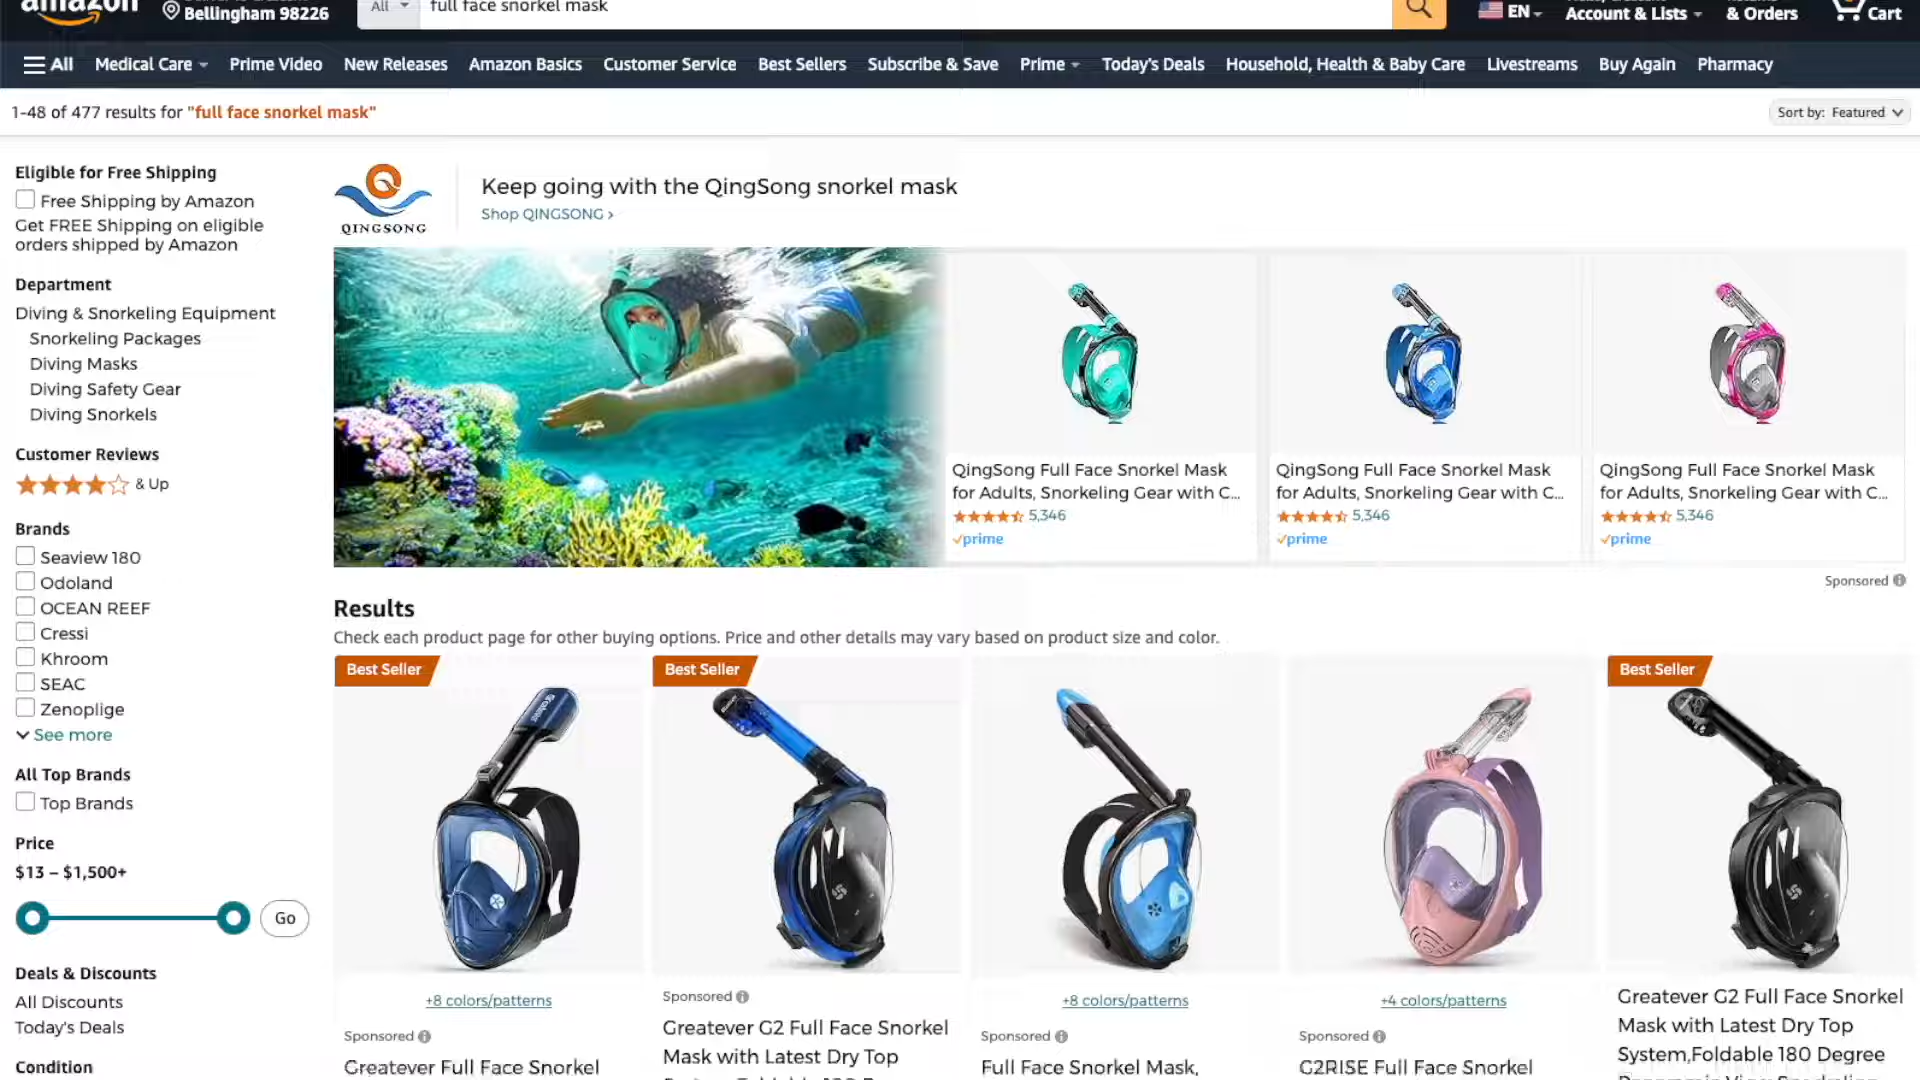 amazon
Bellingham 98226
All
full face snorkel mask
EN
Account & Lists
& Orders
Cart
All
Medical Care
Prime Video
New Releases
Amazon Basics
Customer Service
Best Sellers
Subscribe & Save
Prime
Today's Deals
Household, Health & Baby Care
Livestreams
Buy Again
Pharmacy
1-48 of 477 results for "full face snorkel mask"
Sort by: Featured
Eligible for Free Shipping
Free Shipping by Amazon
Get FREE Shipping on eligible
orders shipped by Amazon
Department
Diving & Snorkeling Equipment
Snorkeling Packages
Diving Masks
Diving Safety Gear
Diving Snorkels
Customer Reviews
& Up
Brands
Seaview 180
Odoland
OCEAN REEF
Cressi
Khroom
SEAC
Zenoplige
See more
All Top Brands
Top Brands
Price
$13 – $1,500+
Go
Deals & Discounts
All Discounts
Today's Deals
Condition
QINGSONG
Keep going with the QingSong snorkel mask
Shop QINGSONG ›
QingSong Full Face Snorkel Mask
for Adults, Snorkeling Gear with C...
5,346
prime
QingSong Full Face Snorkel Mask
for Adults, Snorkeling Gear with C...
5,346
prime
QingSong Full Face Snorkel Mask
for Adults, Snorkeling Gear with C...
5,346
prime
Sponsored
Results
Check each product page for other buying options. Price and other details may vary based on product size and color.
Best Seller
+8 colors/patterns
Sponsored
Greatever Full Face Snorkel
Best Seller
Sponsored
Greatever G2 Full Face Snorkel
Mask with Latest Dry Top
+8 colors/patterns
Sponsored
Full Face Snorkel Mask,
+4 colors/patterns
Sponsored
G2RISE Full Face Snorkel
Best Seller
Greatever G2 Full Face Snorkel
Mask with Latest Dry Top
System,Foldable 180 Degree